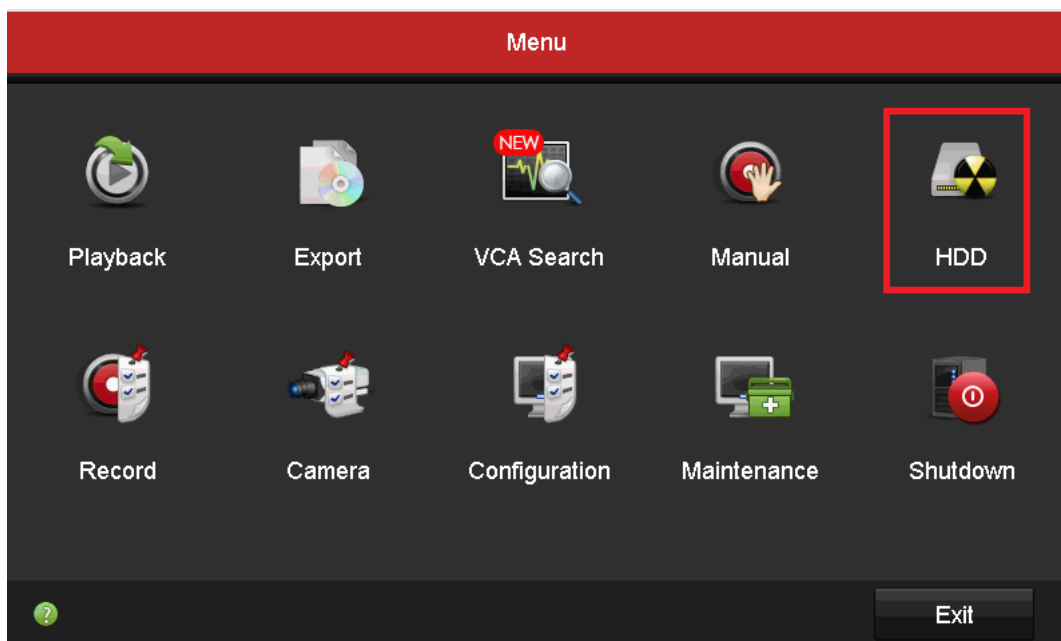 Menu
NEW
Playback
Export
VCA Search
Manual
HDD
Record
Camera
Configuration
Maintenance
Shutdown
?
Exit